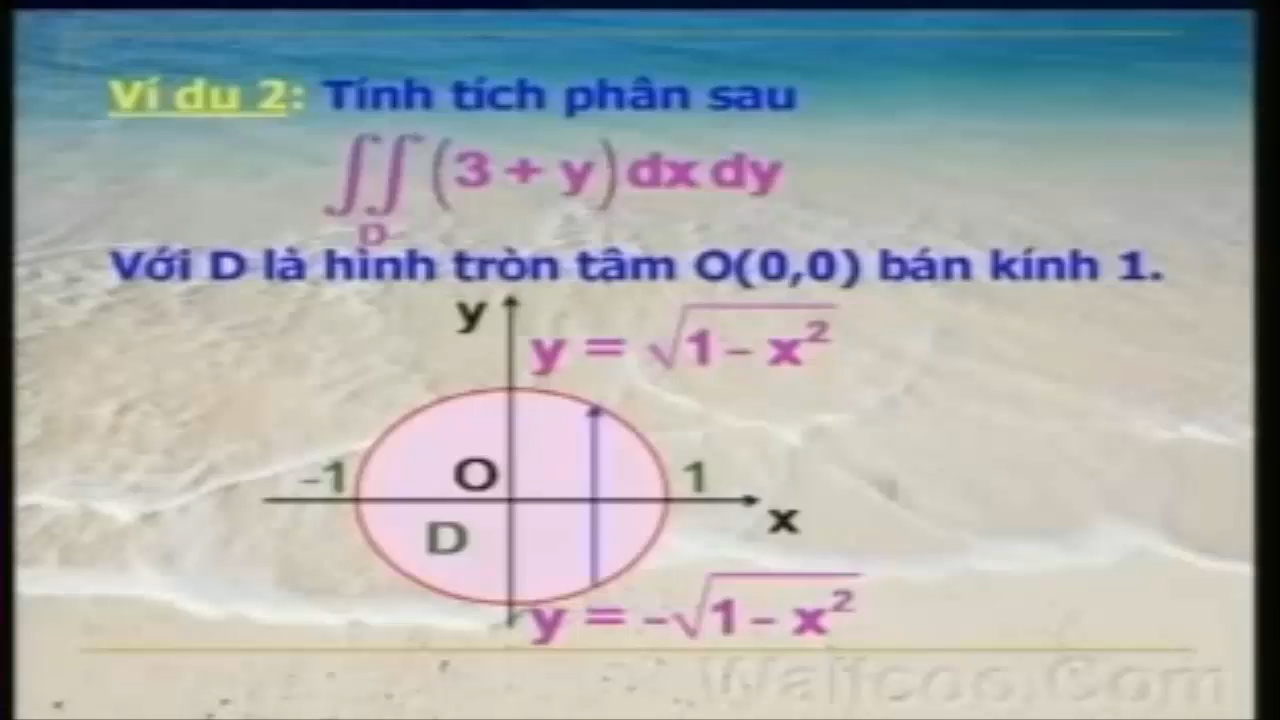 Ví dụ 2: Tính tích phân sau
∬ (3 + y) dx dy
D
Với D là hình tròn tâm O(0,0) bán kính 1.
y
y = √1 - x²
-1 O 1
D x
y = -√1 - x²
Wallcoo.Com